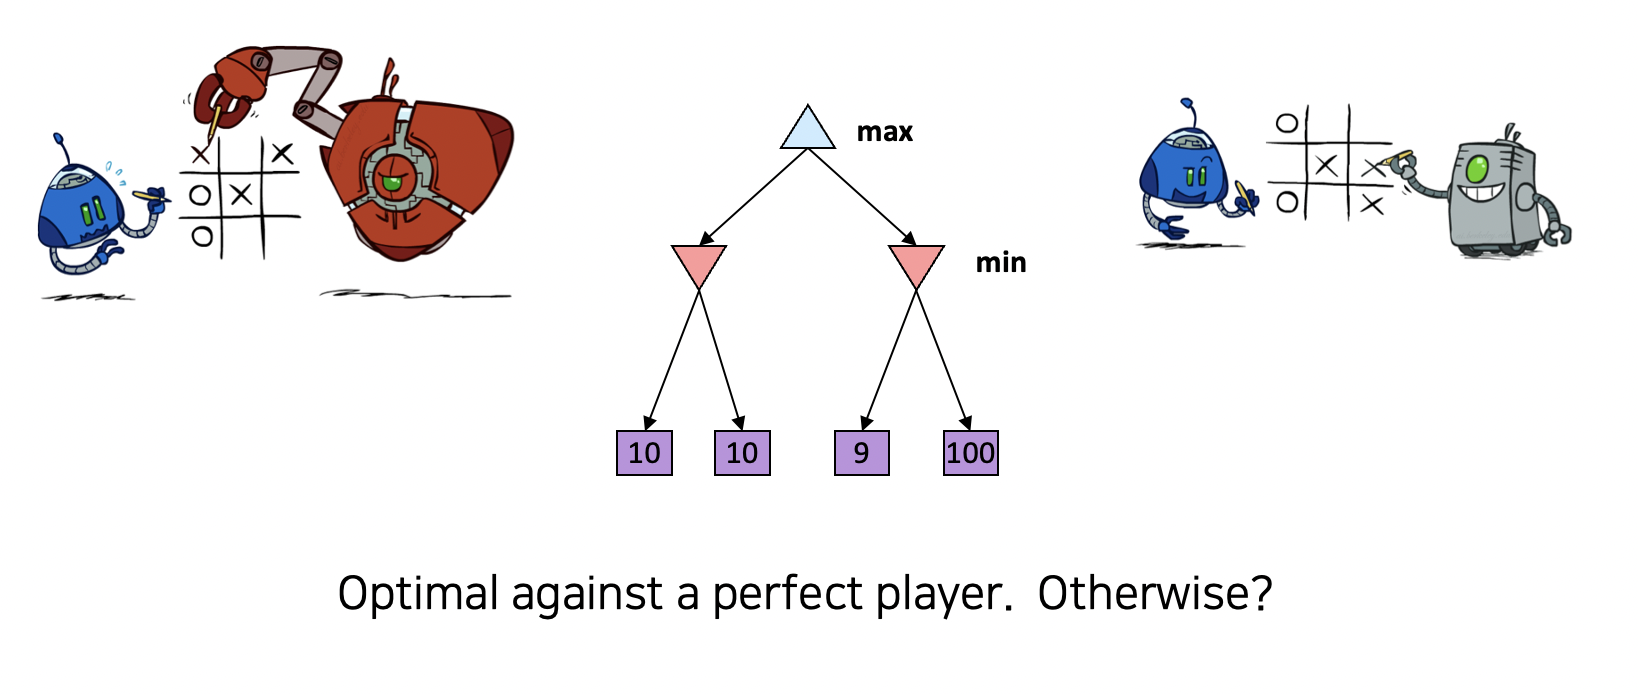 max
min
10
10
9
100
Optimal against a perfect player. Otherwise?
X
X
O
X
O
O
X
X
O
X